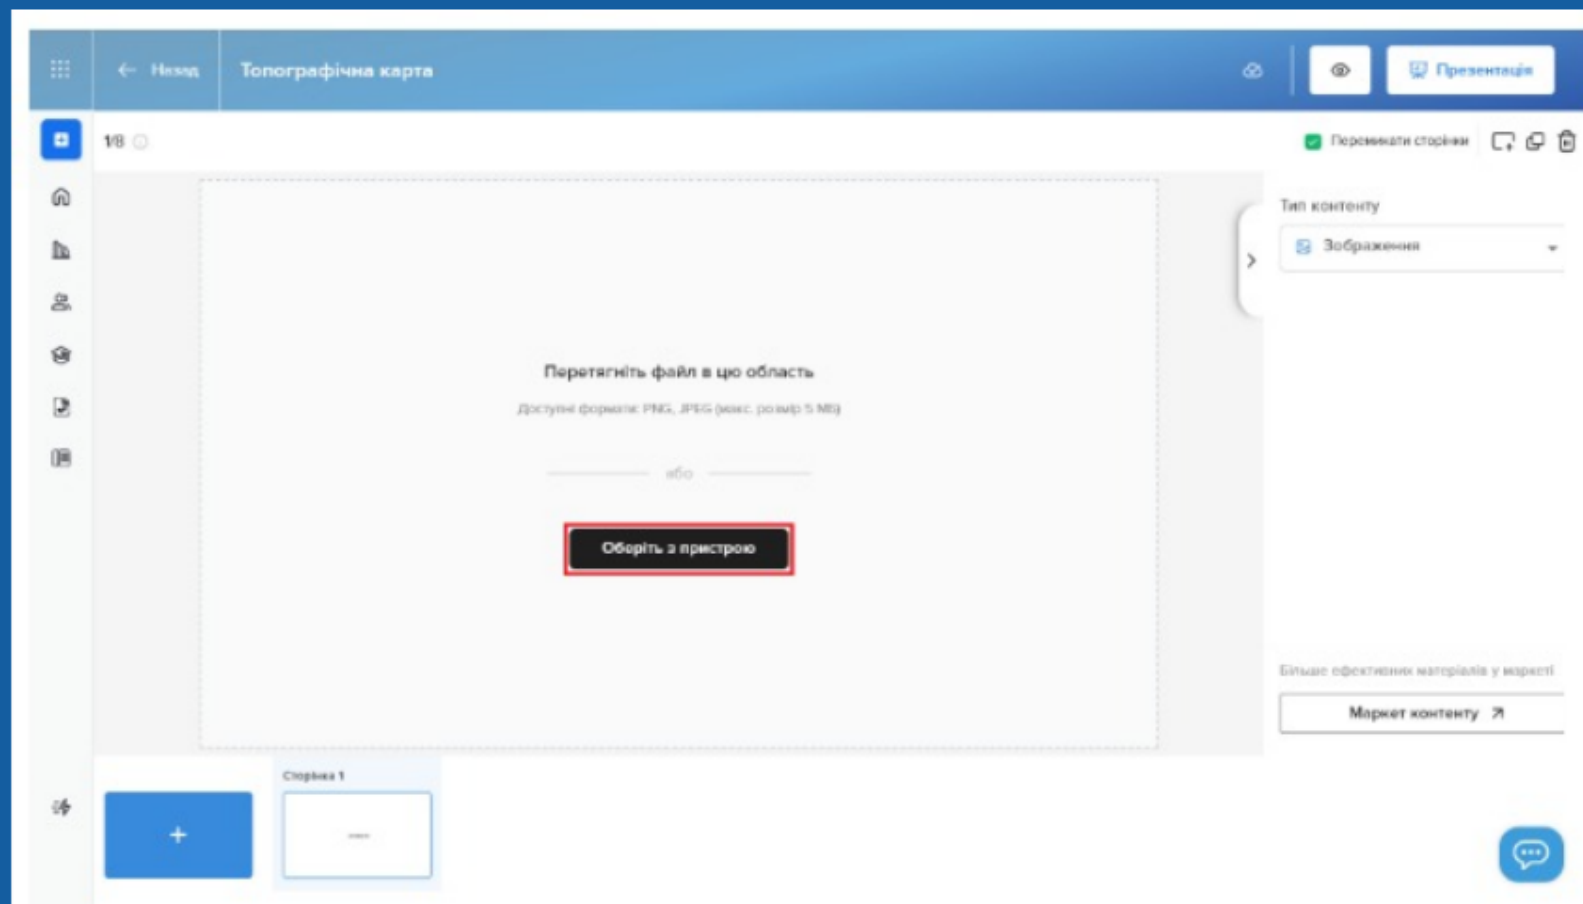 ← Назад
Топографічна карта
Презентація
1/8
Перемикати сторінки
Тип контенту
Зображення
Перетягніть файл в цю область
Доступні формати: PNG, JPEG (макс. розмір 5 МБ)
або
Оберіть з пристрою
Більше ефективних матеріалів у маркеті
Маркет контенту
Сторінка 1
+